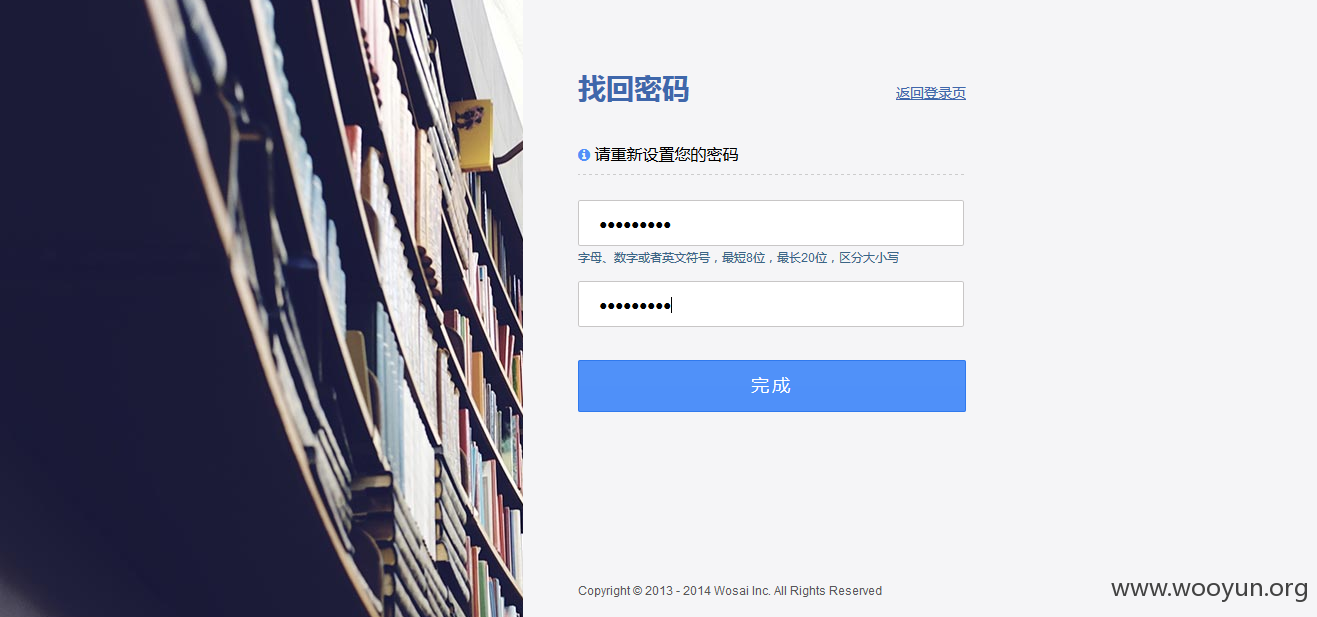 找回密码
返回登录页
请重新设置您的密码
•••••••••
字母、数字或者英文符号，最短8位，最长20位，区分大小写
•••••••••
完成
Copyright © 2013 - 2014 Wosai Inc. All Rights Reserved
www.wooyun.org